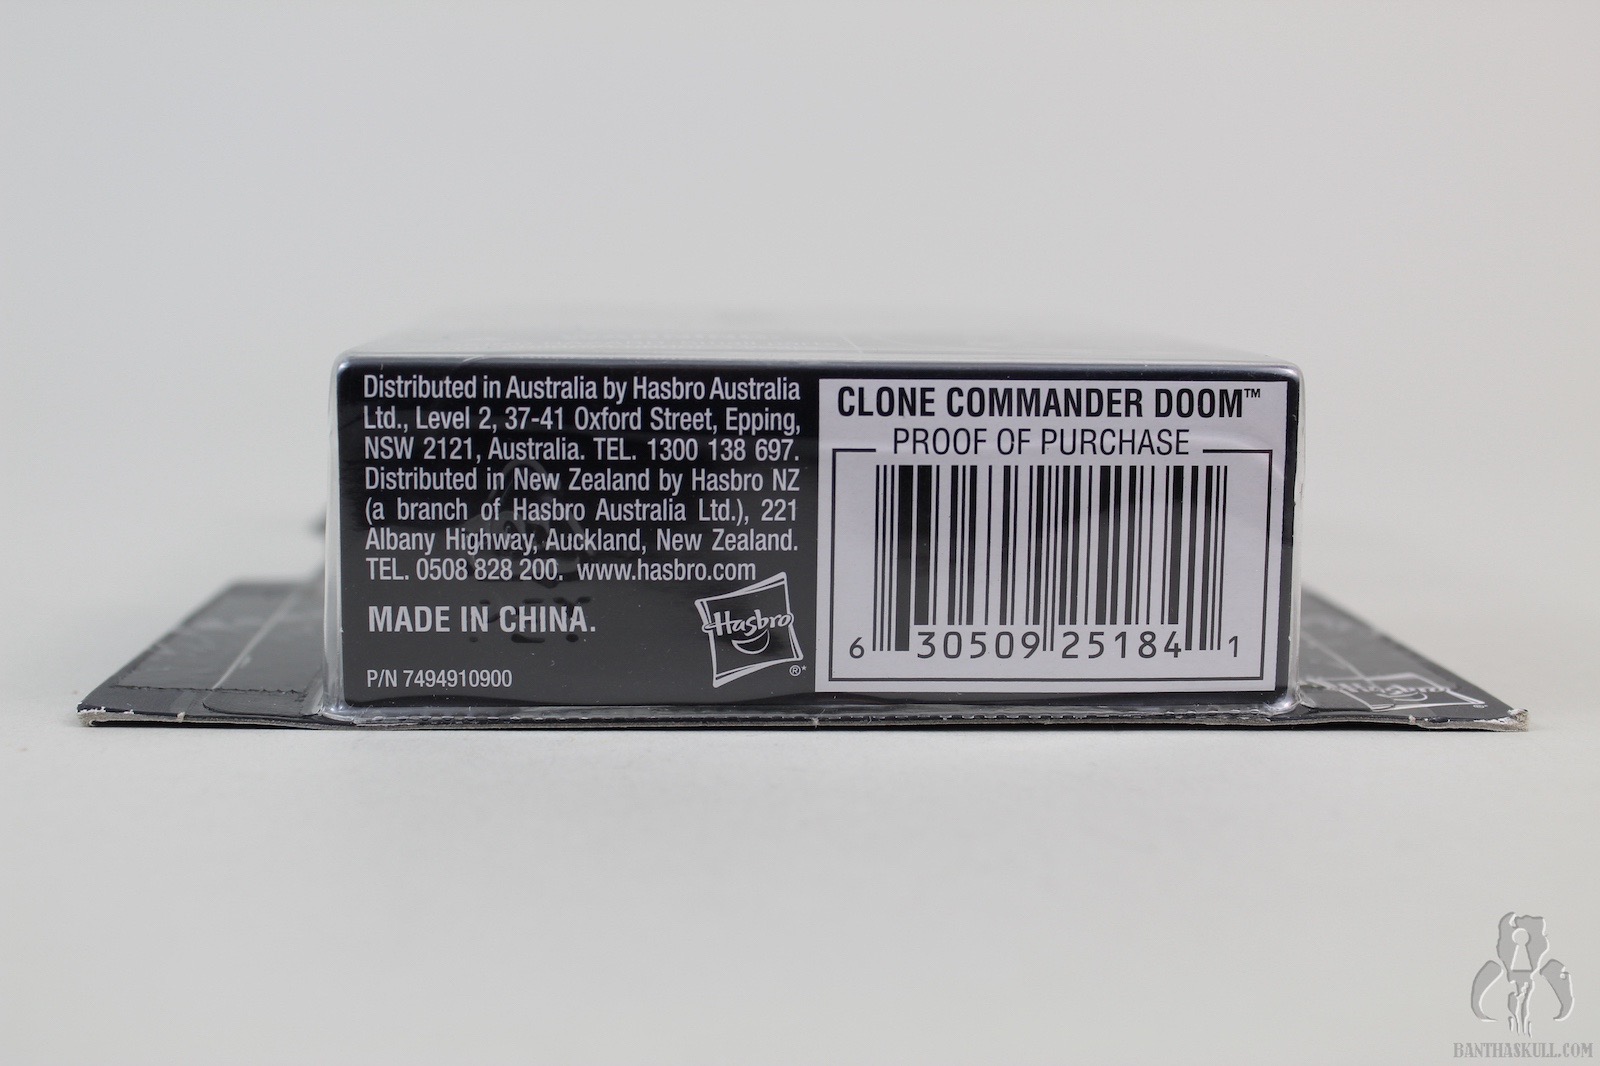 Distributed in Australia by Hasbro Australia
Ltd., Level 2, 37-41 Oxford Street, Epping,
NSW 2121, Australia. TEL. 1300 138 697.
Distributed in New Zealand by Hasbro NZ
(a branch of Hasbro Australia Ltd.), 221
Albany Highway, Auckland, New Zealand.
TEL. 0508 828 200. www.hasbro.com
MADE IN CHINA.
Hasbro
®*
P/N 7494910900
CLONE COMMANDER DOOM™
PROOF OF PURCHASE
6 30509 25184 1
BANTHASKULL.COM